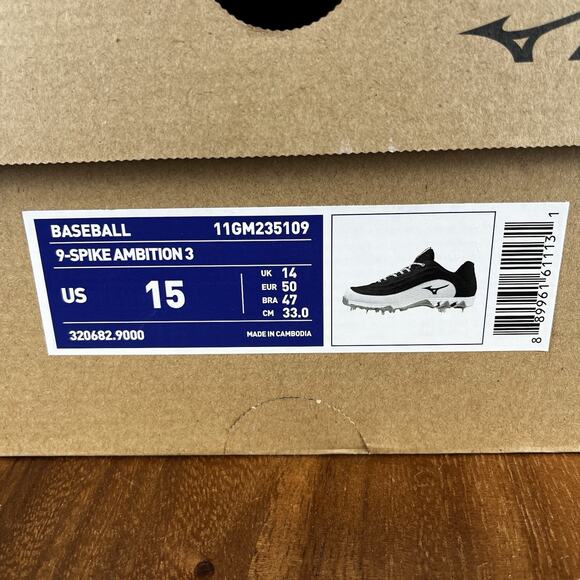 BASEBALL 11GM235109
9-SPIKE AMBITION 3
US 15
UK 14
EUR 50
BRA 47
CM 33.0
320682.9000 MADE IN CAMBODIA
8 89961 61113 1